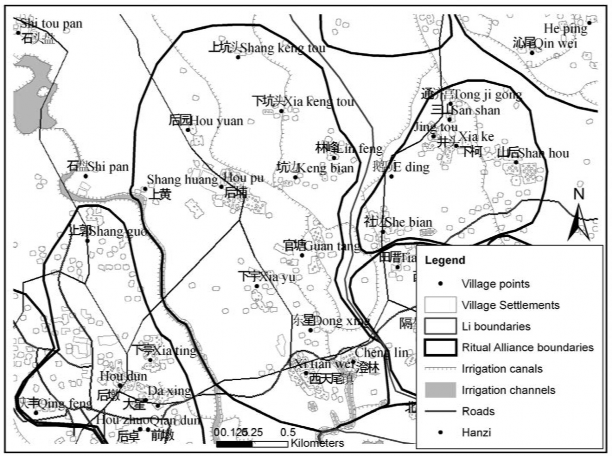 Shi tou pan
石头盘
He ping
沁尾 Qin wei
上坑头 Shang keng tou
下坑头 Xia keng tou
通 Tong ji gong
三山 San shan
后园 Hou yuan
Jing tou
井头
Xia ke
下柯
林峰 Lin feng
山后 Shan hou
石 Shi pan
坑边 Keng bian
E ding
Shang huang
上黄
Hou pu
后埔
N
社边 She bian
上郭 Shang guo
官塘 Guan tang
田厝 Tia
下宇 Xia yu
东星 Dong xing
隔
下亭 Xia ting
Cheng lin
澄林
Xi tian wei
西天尾
Hou dun
后墩
Da xing
大星
Qing feng
北
Hou zhuo
后卓
Qian dun
前墩
0 0.125 0.25 0.5
Kilometers
Legend
Village points
Village Settlements
Li boundaries
Ritual Alliance boundaries
Irrigation canals
Irrigation channels
Roads
Hanzi